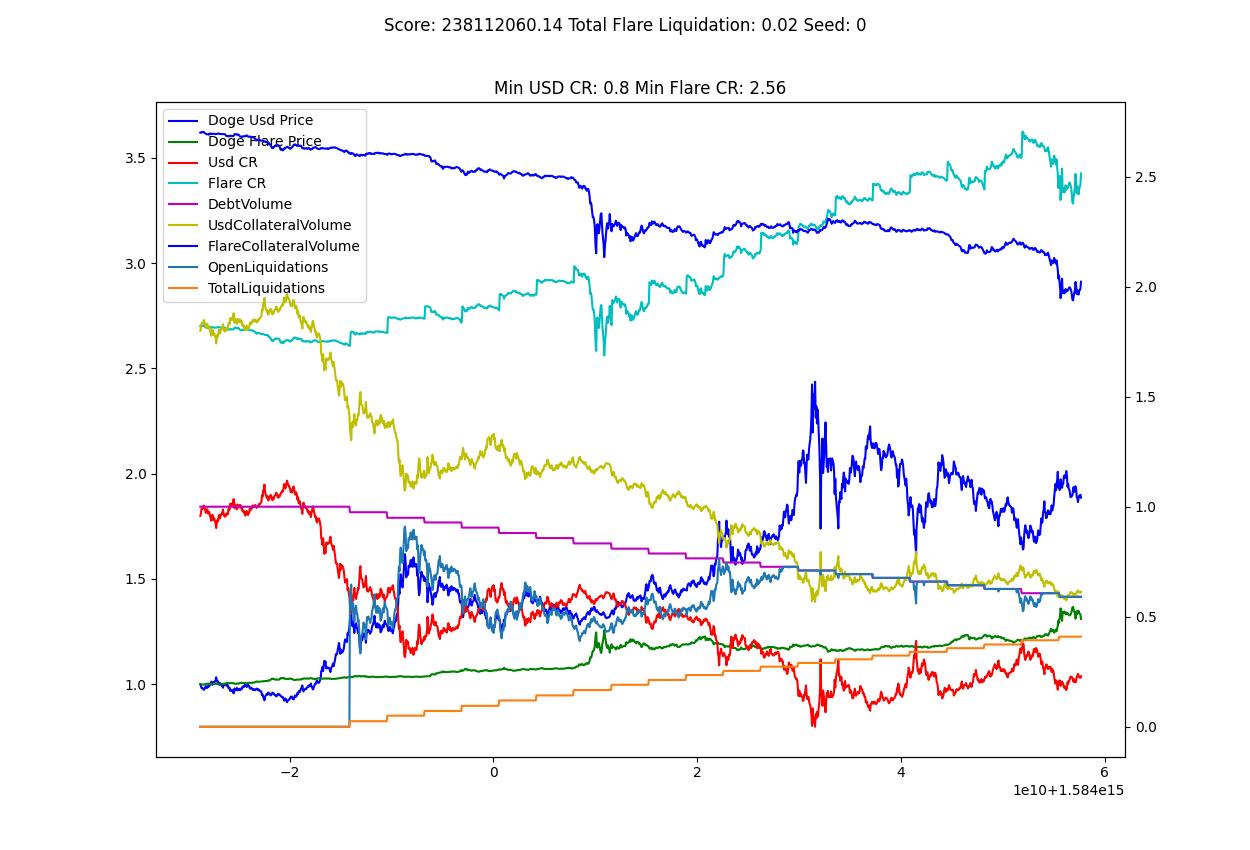 Score: 238112060.14 Total Flare Liquidation: 0.02 Seed: 0
Min USD CR: 0.8 Min Flare CR: 2.56
Doge Usd Price
Doge Flare Price
Usd CR
Flare CR
DebtVolume
UsdCollateralVolume
FlareCollateralVolume
OpenLiquidations
TotalLiquidations
3.5
3.0
2.5
2.0
1.5
1.0
2.5
2.0
1.5
1.0
0.5
0.0
−2
0
2
4
6
1e10+1.584e15